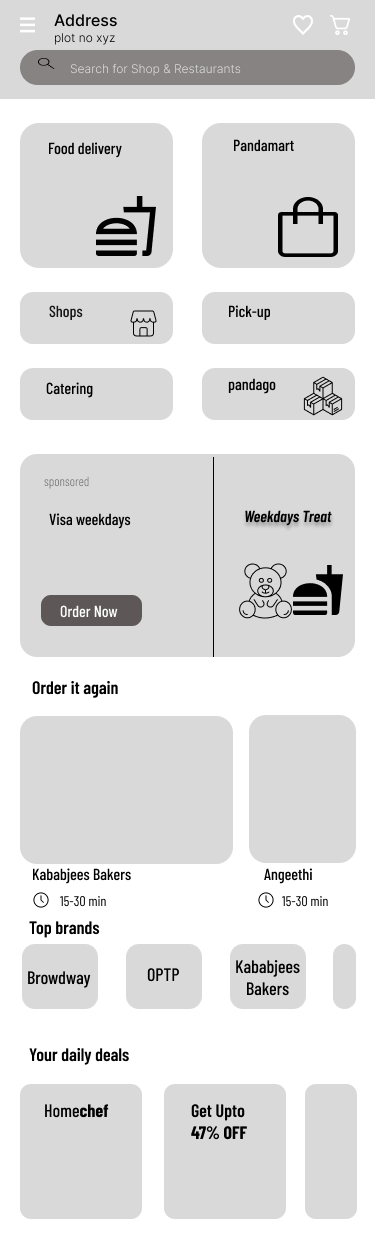 Address
plot no xyz
Search for Shop & Restaurants
Food delivery
Pandamart
Shops
Pick-up
Catering
pandago
sponsored
Visa weekdays
Weekdays Treat
Order Now
Order it again
Kababjees Bakers
Angeethi
15-30 min
15-30 min
Top brands
Browdway
OPTP
Kababjees
Bakers
Your daily deals
Homechef
Get Upto
47% OFF